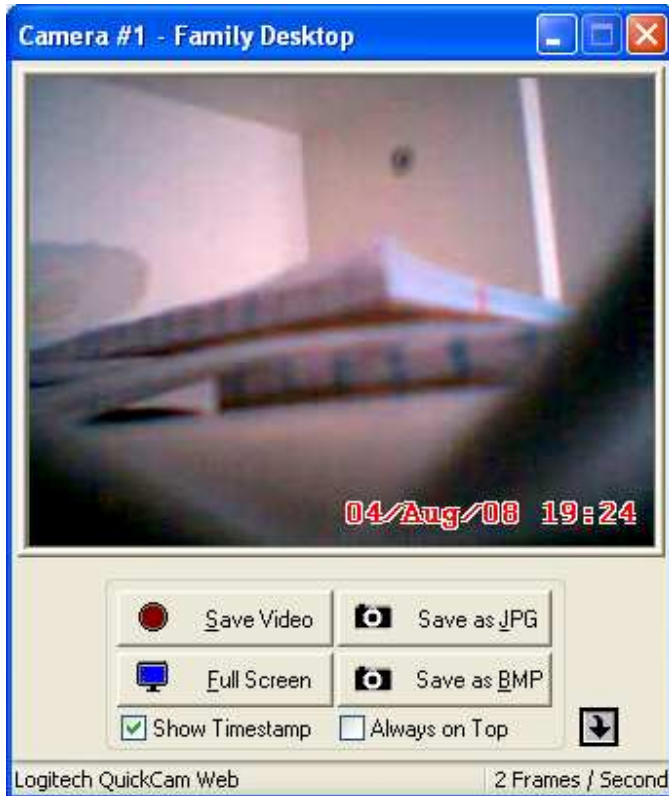 Camera #1 - Family Desktop
04/Aug/08 19:24
Save Video
Save as JPG
Full Screen
Save as BMP
Show Timestamp
Always on Top
Logitech QuickCam Web
2 Frames / Second